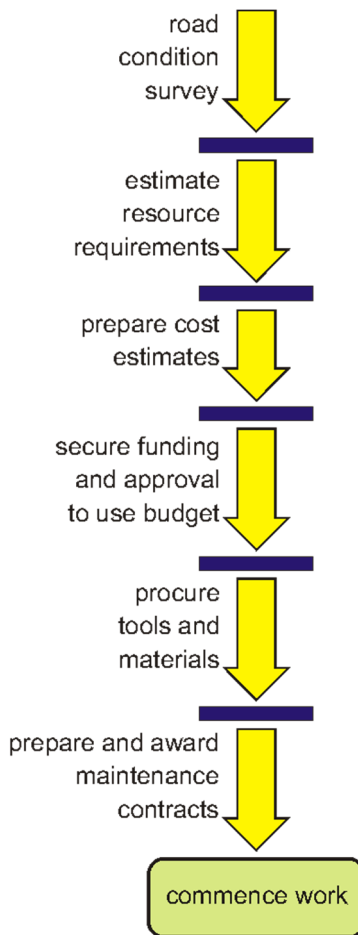 road
condition
survey
estimate
resource
requirements
prepare cost
estimates
secure funding
and approval
to use budget
procure
tools and
materials
prepare and award
maintenance
contracts
commence work